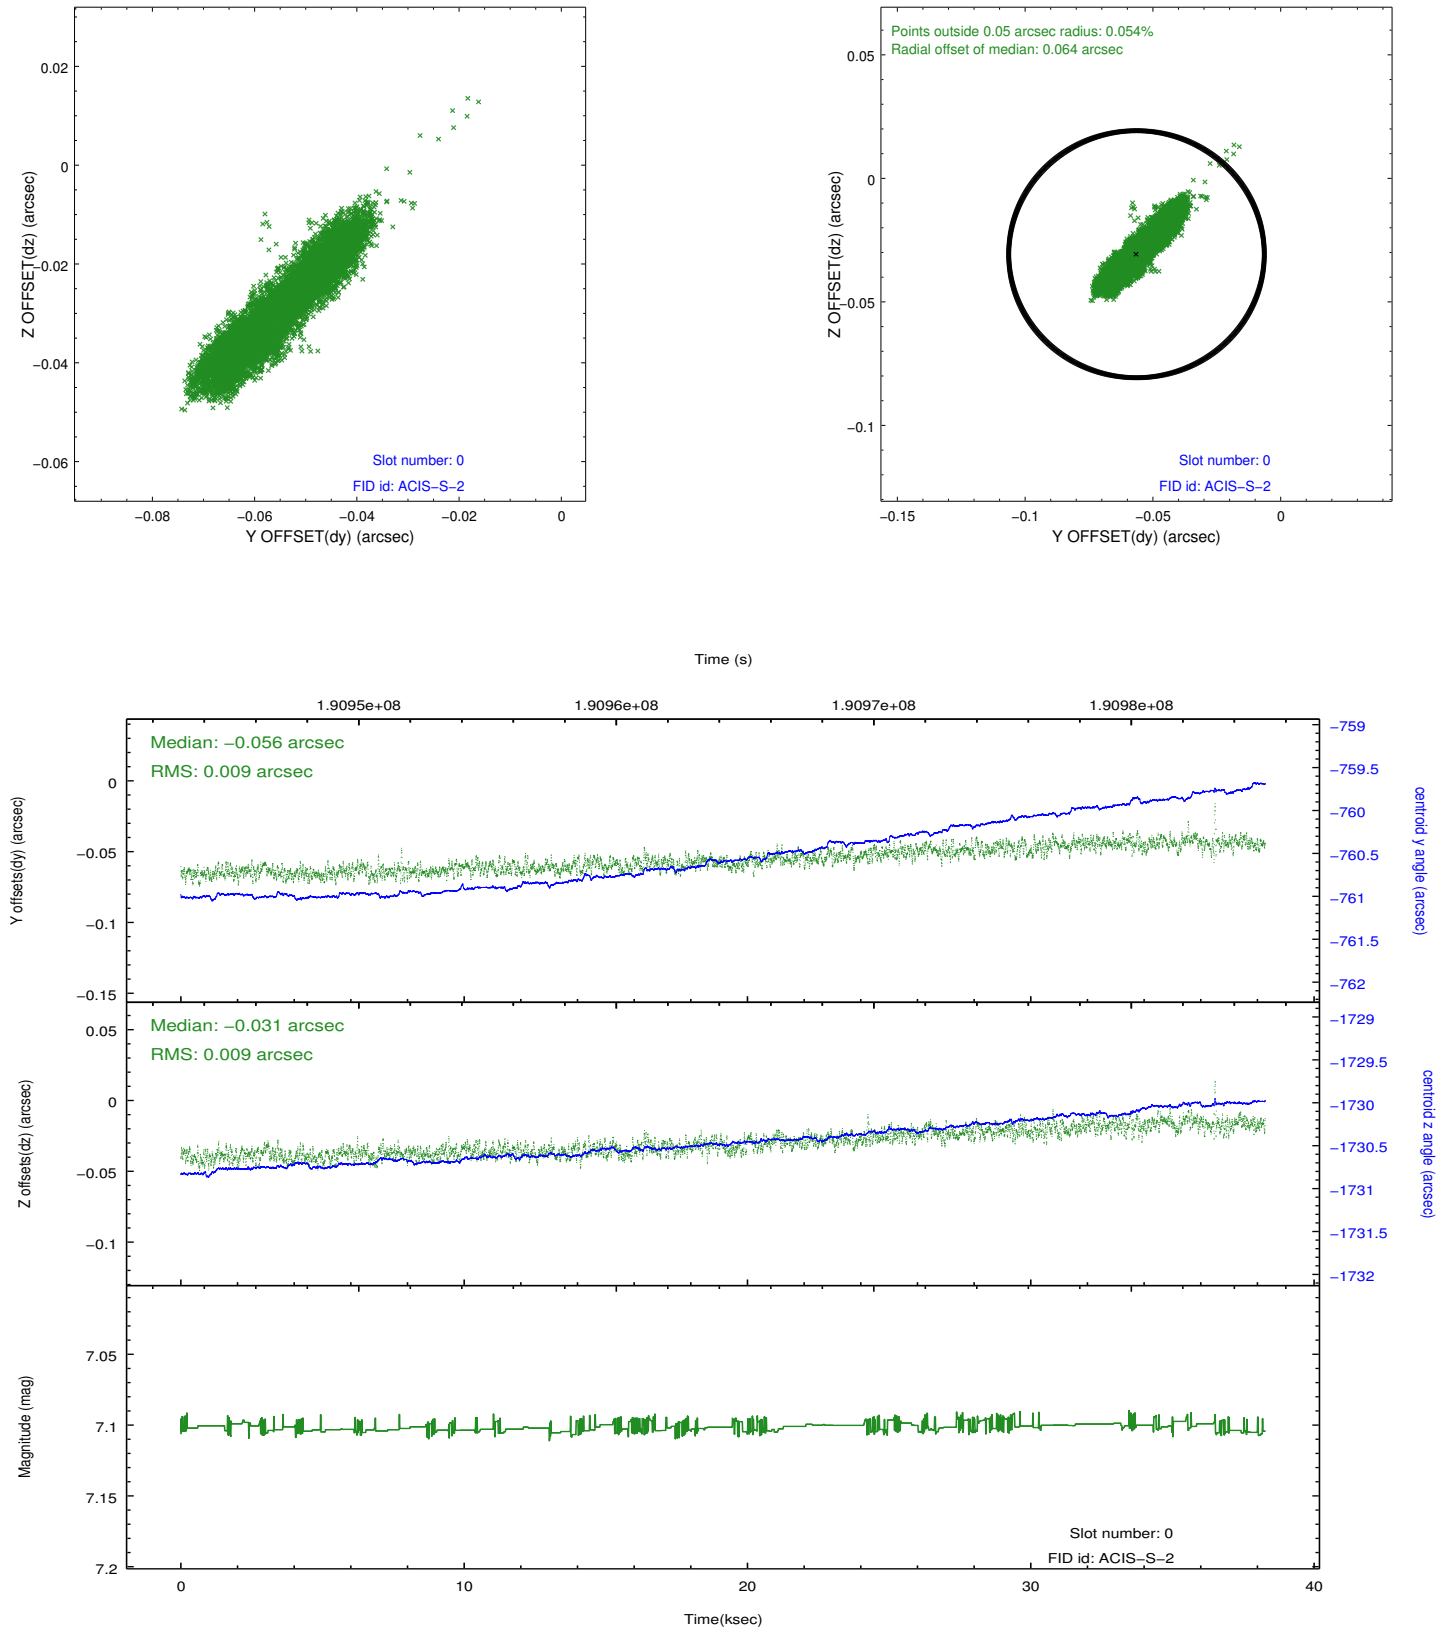 0.02
0
−0.02
−0.04
−0.06
Z OFFSET(dz) (arcsec)
Slot number: 0
FID id: ACIS−S−2
−0.08
−0.06
−0.04
−0.02
0
Y OFFSET(dy) (arcsec)
Points outside 0.05 arcsec radius: 0.054%
Radial offset of median: 0.064 arcsec
0.05
0
−0.05
−0.1
Z OFFSET(dz) (arcsec)
Slot number: 0
FID id: ACIS−S−2
−0.15
−0.1
−0.05
0
Y OFFSET(dy) (arcsec)
Time (s)
1.9095e+08
1.9096e+08
1.9097e+08
1.9098e+08
Median: −0.056 arcsec
RMS: 0.009 arcsec
0
−0.05
−0.1
−0.15
Y offsets(dy) (arcsec)
−759
−759.5
−760
−760.5
−761
−761.5
−762
centroid y angle (arcsec)
Median: −0.031 arcsec
RMS: 0.009 arcsec
0.05
0
−0.05
−0.1
Z offsets(dz) (arcsec)
−1729
−1729.5
−1730
−1730.5
−1731
−1731.5
−1732
centroid z angle (arcsec)
7.05
7.1
7.15
7.2
Magnitude (mag)
Slot number: 0
FID id: ACIS−S−2
0
10
20
30
40
Time(ksec)